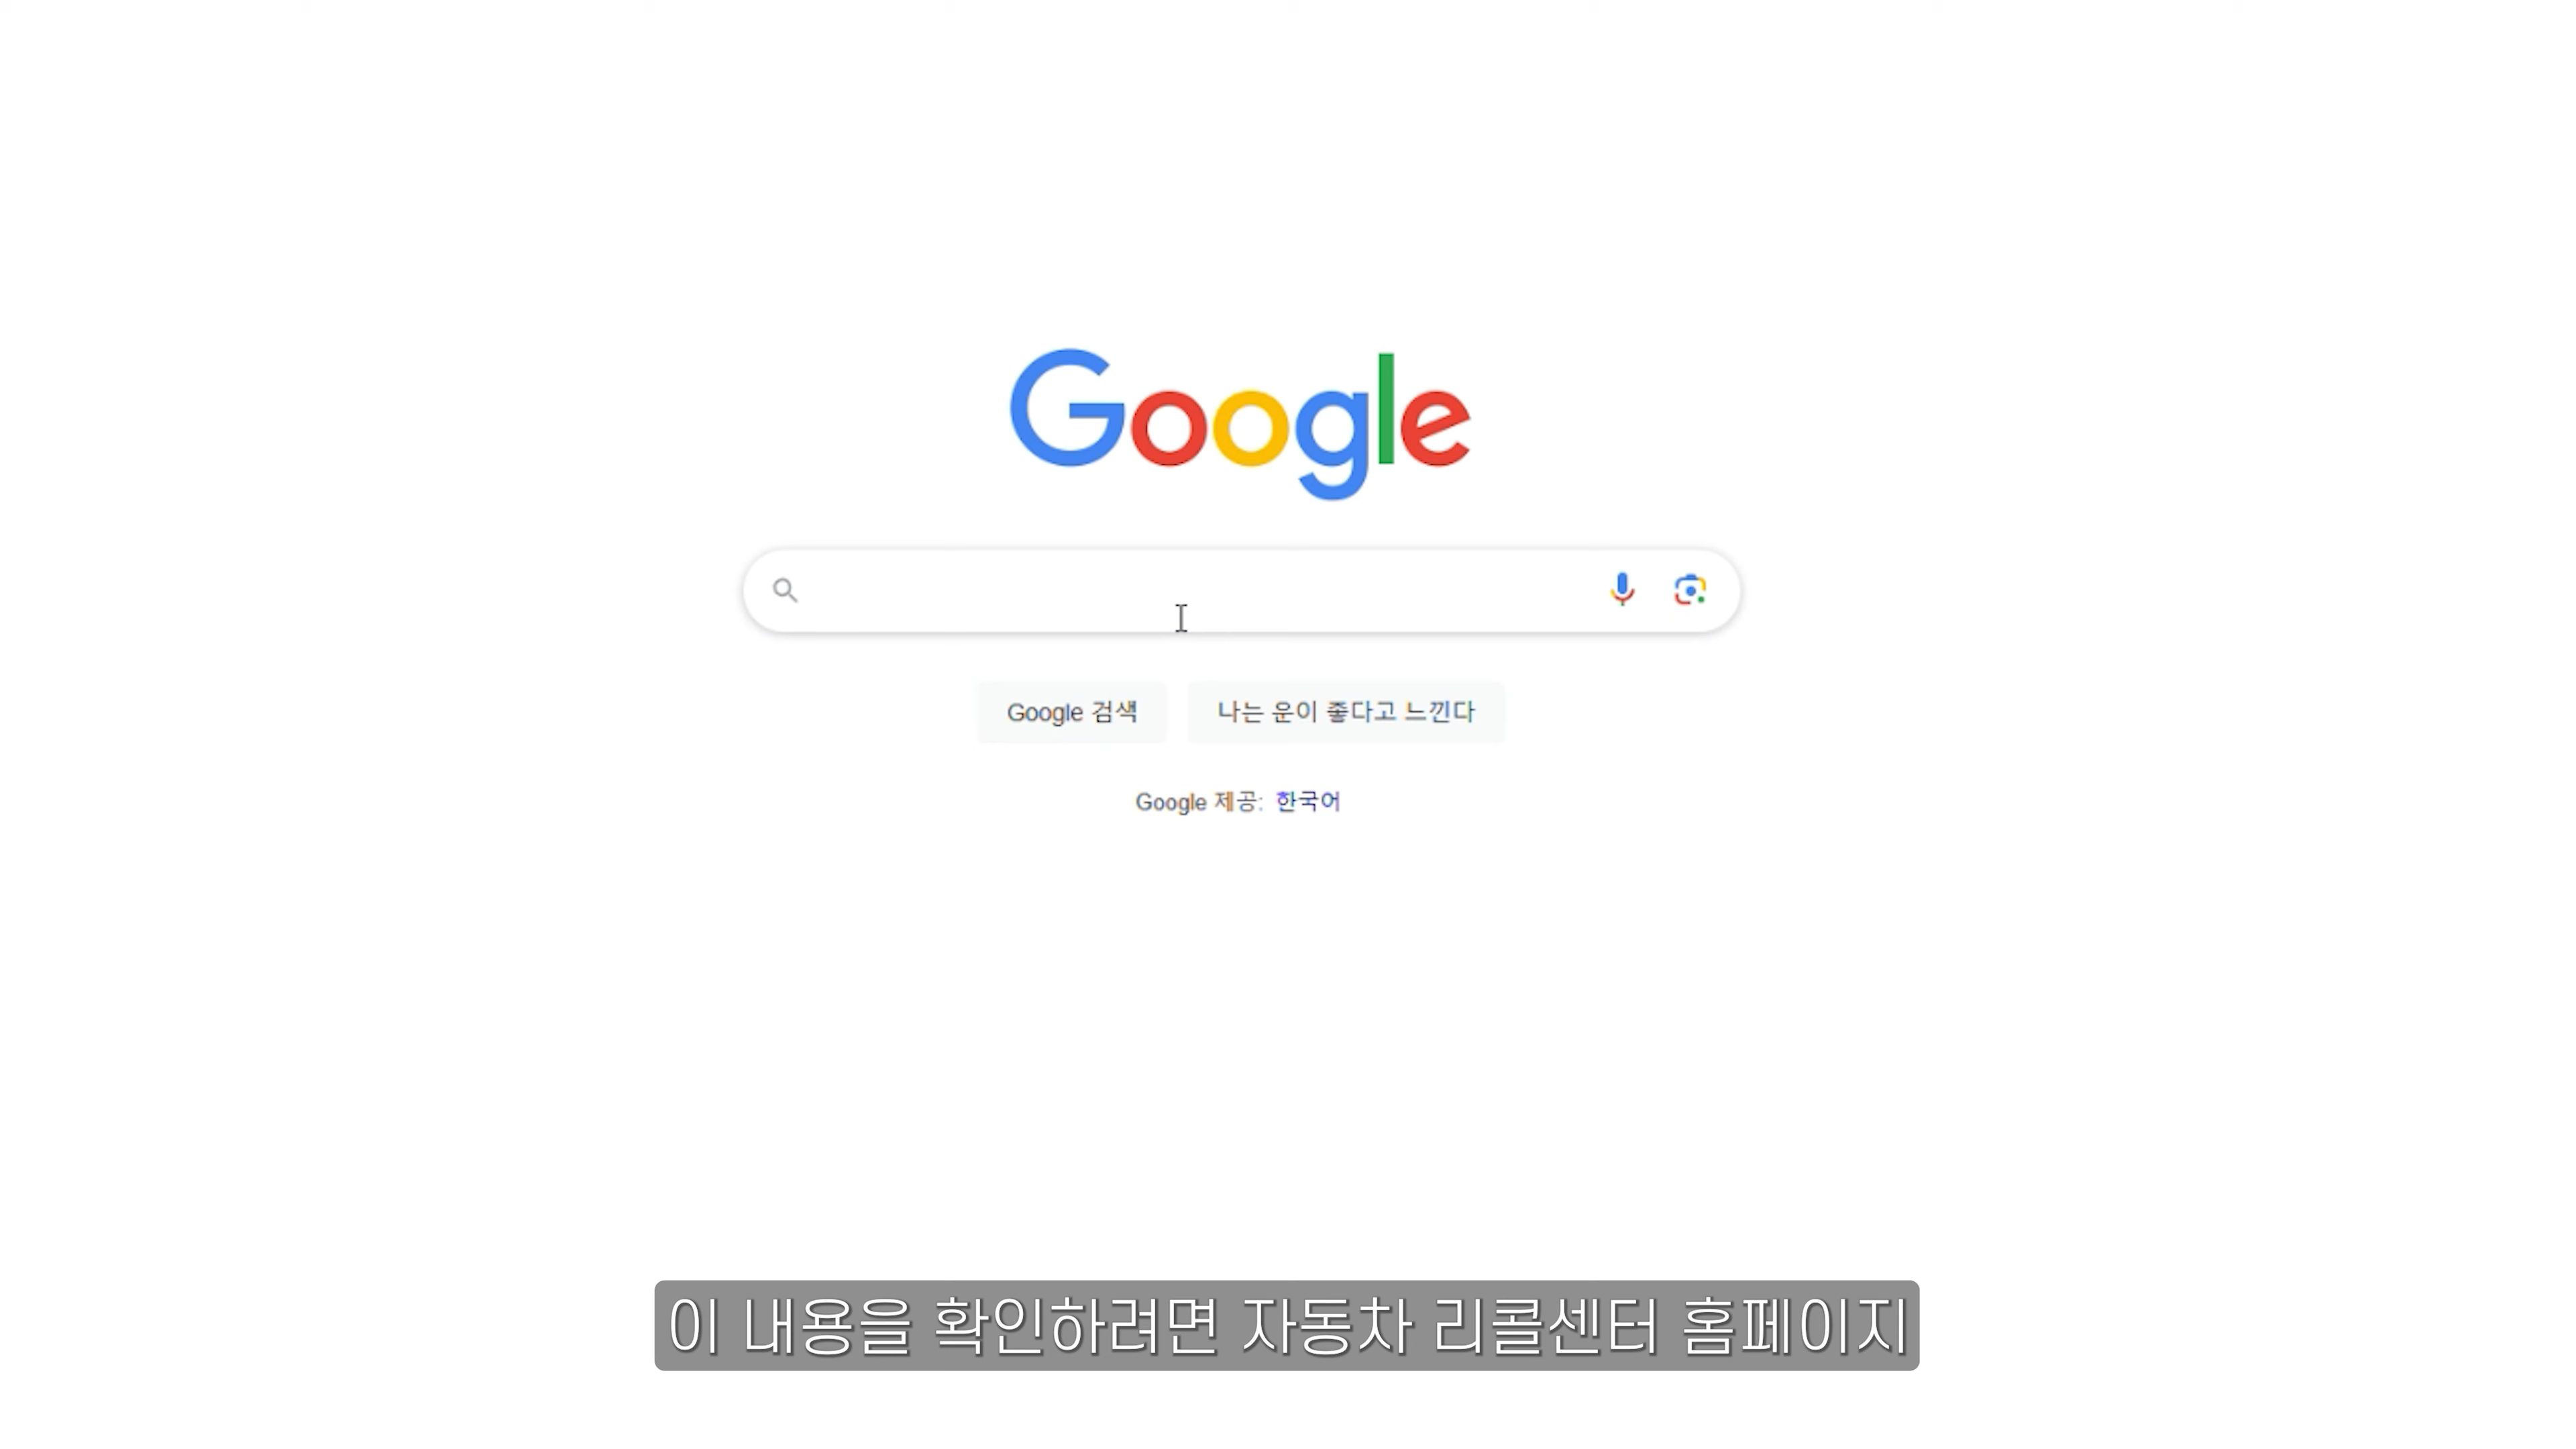 Google
Google 검색
나는 운이 좋다고 느낀다
Google 제공: 한국어
이 내용을 확인하려면 자동차 리콜센터 홈페이지